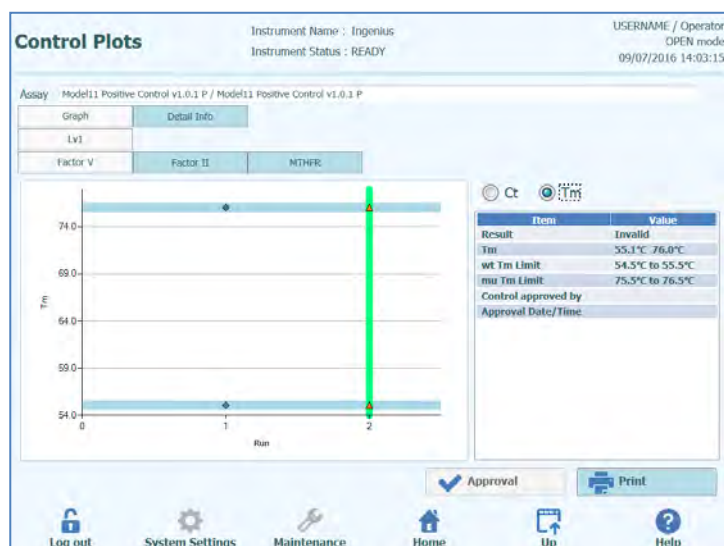 Control Plots
Instrument Name : Ingenius
Instrument Status : READY
USERNAME / Operator
OPEN mode
09/07/2016 14:03:15
Assay Model11 Positive Control v1.0.1 P / Model11 Positive Control v1.0.1 P
Graph Detail Info
Lv1
Factor V Factor II MTHFR
Ct Tm
74.0
69.0
64.0
59.0
54.0
Tm
0 1 2
Run
Item Value
Result Invalid
Tm 55.1°C 76.0°C
wt Tm Limit 54.5°C to 55.5°C
mu Tm Limit 75.5°C to 76.5°C
Control approved by
Approval Date/Time
Approval Print
Log out System Settings Maintenance Home Up Help